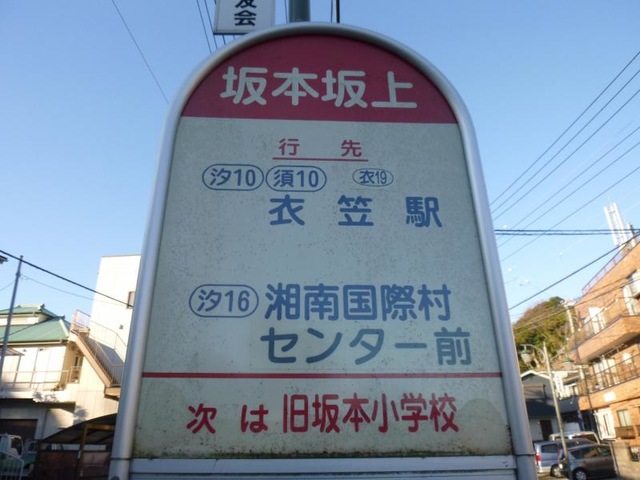 友会
坂本坂上
行先
汐10 須10 衣19
衣笠駅
汐16 湘南国際村
センター前
次は 旧坂本小学校